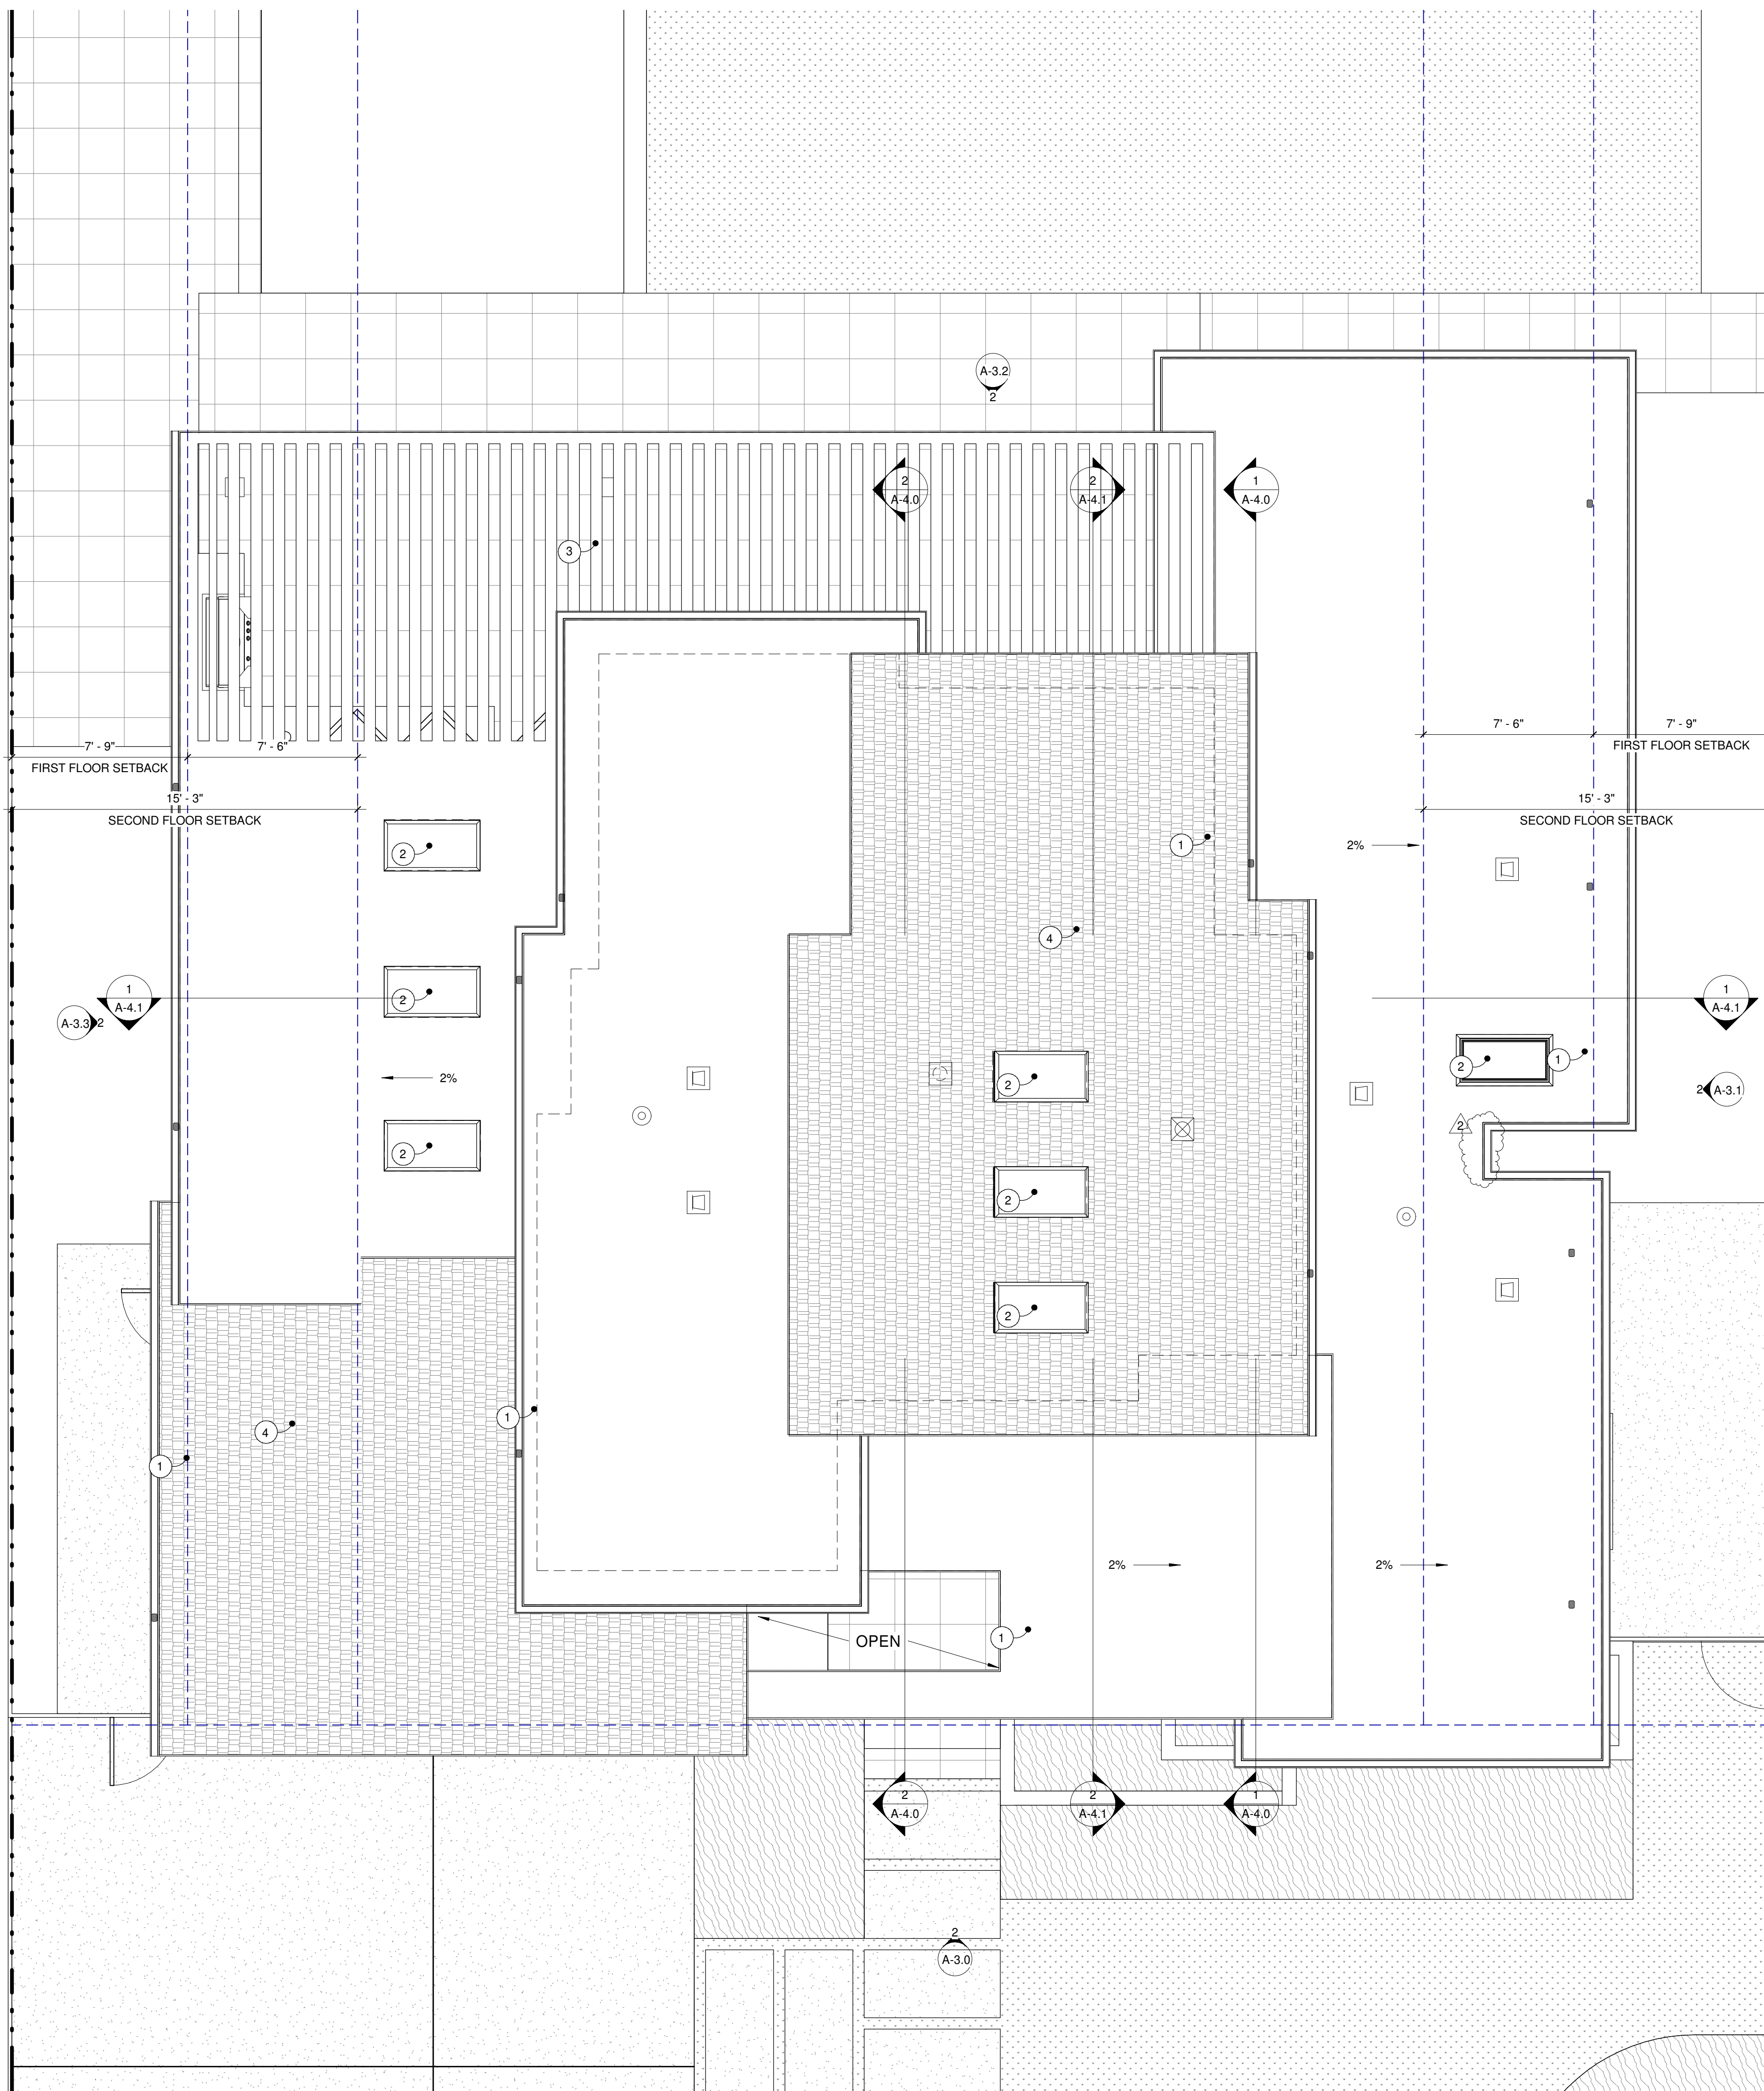 A-3.2
2
2
A-4.0
2
A-4.1
1
A-4.0
3
7' - 6"
7' - 9"
FIRST FLOOR SETBACK
7' - 9"
7' - 6"
FIRST FLOOR SETBACK
15' - 3"
SECOND FLOOR SETBACK
15' - 3"
SECOND FLOOR SETBACK
2
1
2%
4
2
1
A-4.1
A-3.3
2
1
A-4.1
2
1
2%
2
2
A-3.1
2
2
2
2
1
4
1
2%
2%
OPEN
1
2
A-4.0
2
A-4.1
1
A-4.0
2
A-3.0